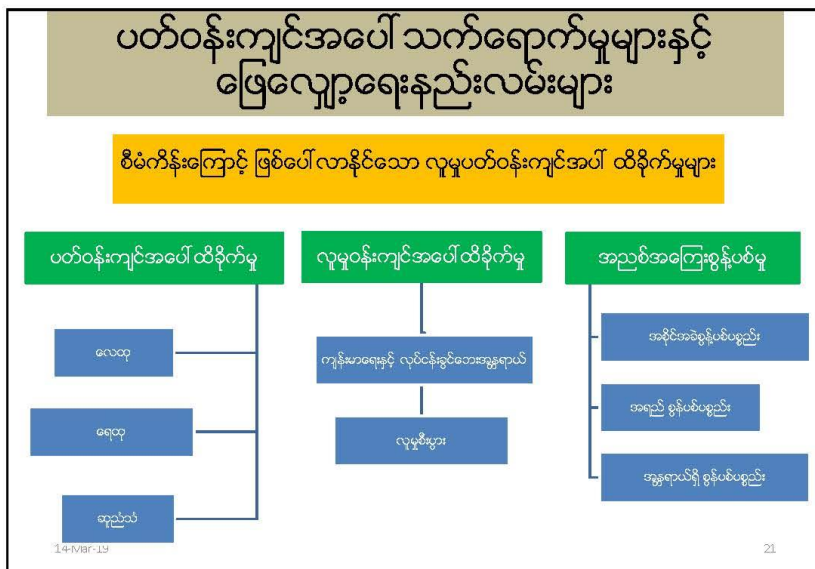 ပတ်ဝန်းကျင်အပေါ် သက်ရောက်မှုများနှင့်
ဖြေလျှော့ရေးနည်းလမ်းများ
စီမံကိန်းကြောင့် ဖြစ်ပေါ်လာနိုင်သော လူမှုပတ်ဝန်းကျင်အပေါ် ထိခိုက်မှုများ
ပတ်ဝန်းကျင်အပေါ်ထိခိုက်မှု
လေထု
ရေထု
ဆူညံသံ
လူမှုဝန်းကျင်အပေါ်ထိခိုက်မှု
ကျန်းမာရေးနှင့် လုပ်ငန်းခွင်ဘေးအန္တရာယ်
လူမှုစီးပွား
အညစ်အကြေးစွန့်ပစ်မှု
အစိုင်အခဲစွန့်ပစ်ပစ္စည်း
အရည် စွန်ပစ်ပစ္စည်း
အန္တရာယ်ရှိ စွန်ပစ်ပစ္စည်း
14-Mar-19
21